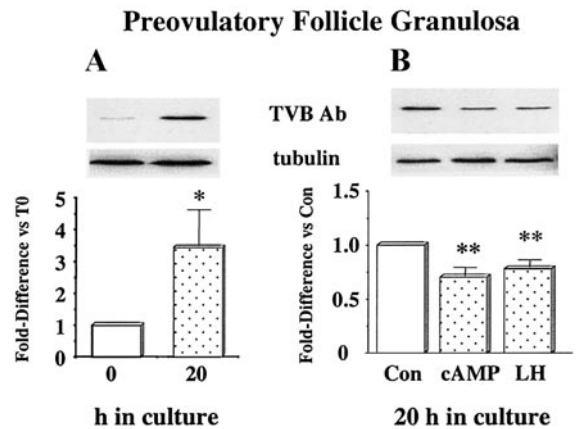 Preovulatory Follicle Granulosa
A
B
TVB Ab
tubulin
Fold-Difference vs T0
5
4
3
2
1
0
*
0 20
h in culture
Fold-Difference vs Con
1.5
1.0
0.5
0
** **
Con cAMP LH
20 h in culture